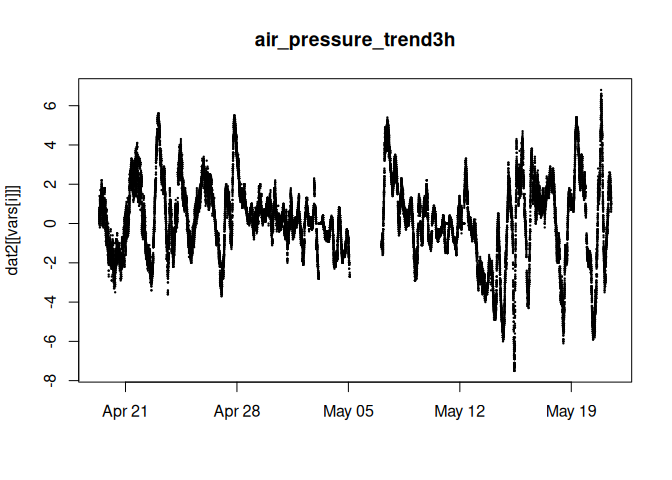 air_pressure_trend3h
dat2[[vars[i]]]
6
4
2
0
-2
-4
-6
-8
Apr 21
Apr 28
May 05
May 12
May 19